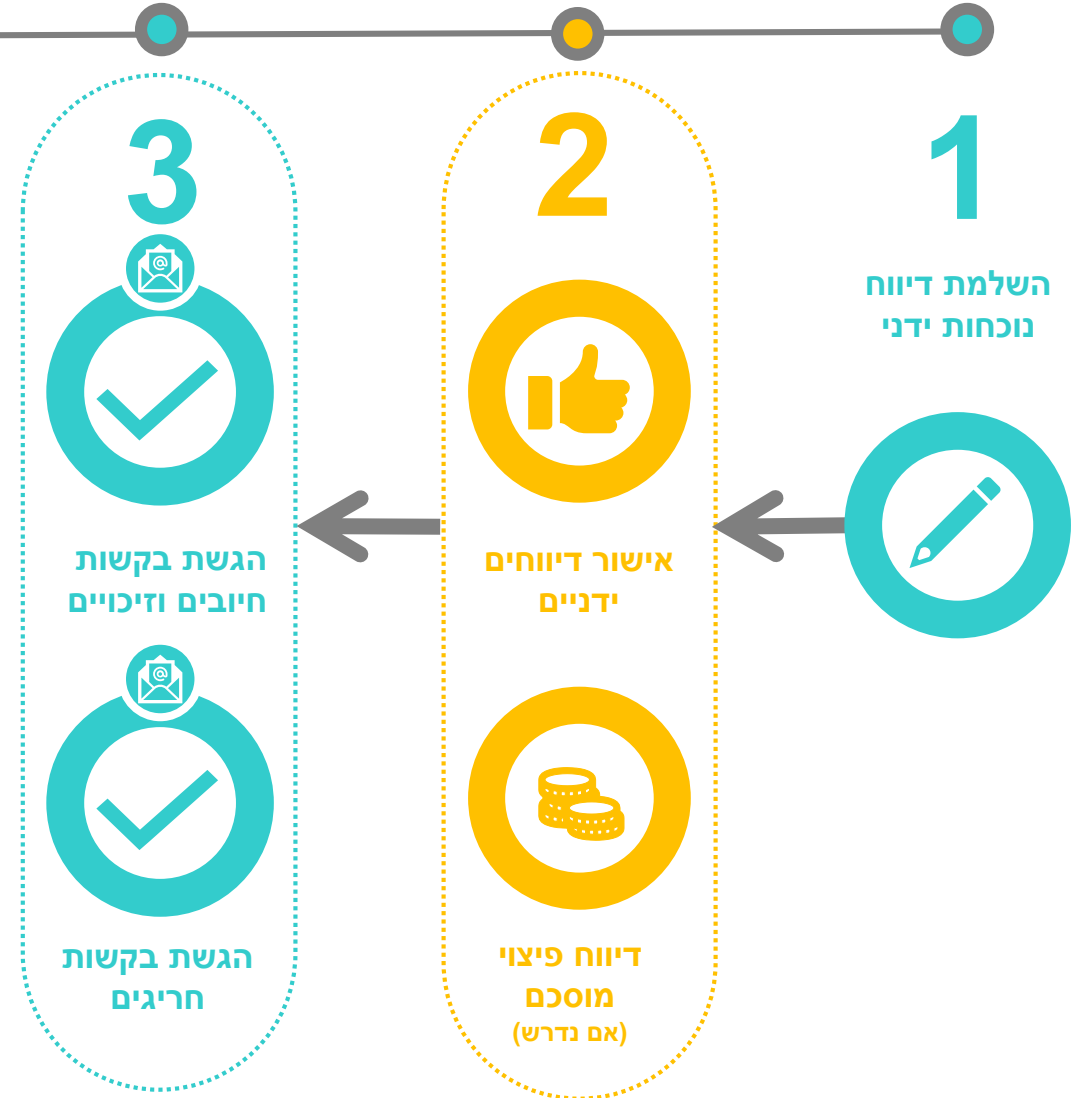 1
השלמת דיווח
נוכחות ידני
2
אישור דיווחים
ידניים
דיווח פיצוי
מוסכם
(אם נדרש)
3
@
הגשת בקשות
חיובים וזיכויים
@
הגשת בקשות
חריגים